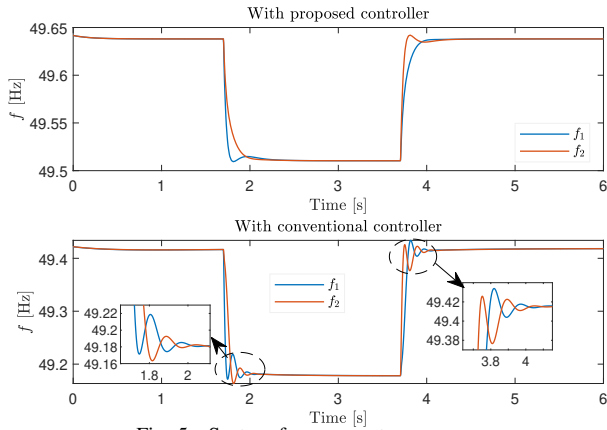 With proposed controller
49.65
49.6
49.55
49.5
f [Hz]
f₁
f₂
0 1 2 3 4 5 6
Time [s]
With conventional controller
49.4
49.3
49.2
f [Hz]
f₁
f₂
49.22
49.2
49.18
49.16
1.8 2
49.42
49.4
49.38
3.8 4
0 1 2 3 4 5 6
Time [s]